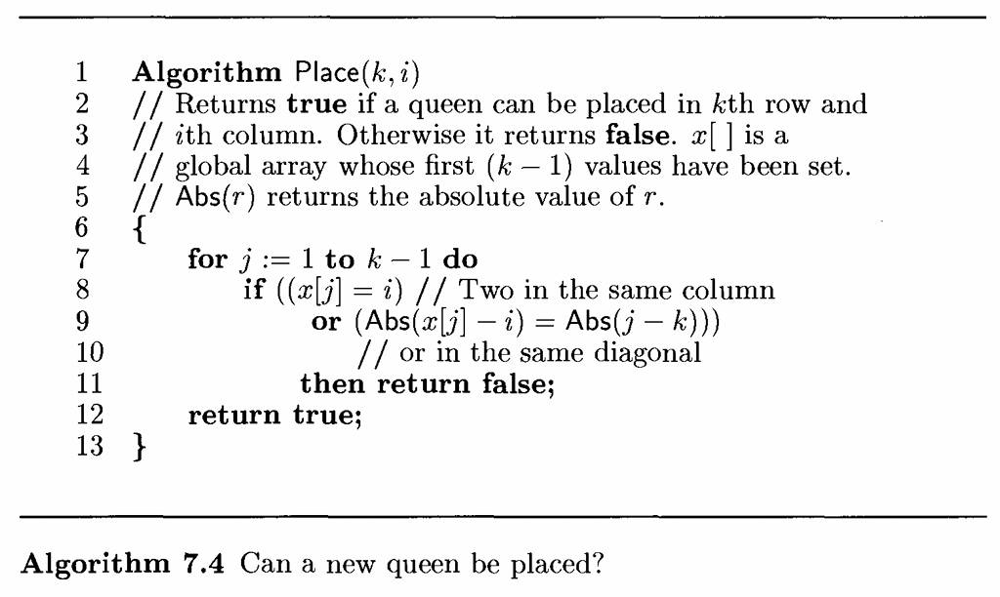 1 Algorithm Place(k, i)
2 // Returns true if a queen can be placed in kth row and
3 // ith column. Otherwise it returns false. x[ ] is a
4 // global array whose first (k − 1) values have been set.
5 // Abs(r) returns the absolute value of r.
6 {
7 for j := 1 to k − 1 do
8 if ((x[j] = i) // Two in the same column
9 or (Abs(x[j] − i) = Abs(j − k)))
10 // or in the same diagonal
11 then return false;
12 return true;
13 }
Algorithm 7.4 Can a new queen be placed?